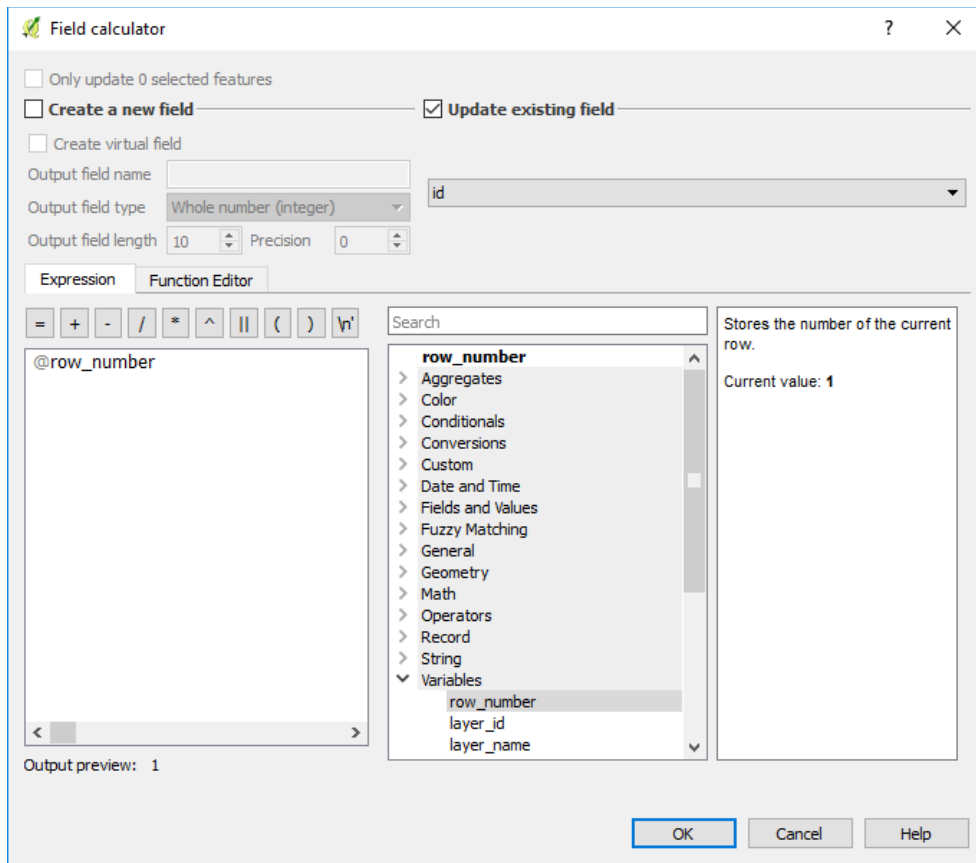 Field calculator
?
Only update 0 selected features
Create a new field
Update existing field
Create virtual field
Output field name
id
Output field type Whole number (integer)
Output field length 10 Precision 0
Expression Function Editor
= + - / * ^ || ( ) \n'
Search
@row_number
row_number
Aggregates
Color
Conditionals
Conversions
Custom
Date and Time
Fields and Values
Fuzzy Matching
General
Geometry
Math
Operators
Record
String
Variables
row_number
layer_id
layer_name
Stores the number of the current
row.
Current value: 1
Output preview: 1
OK Cancel Help